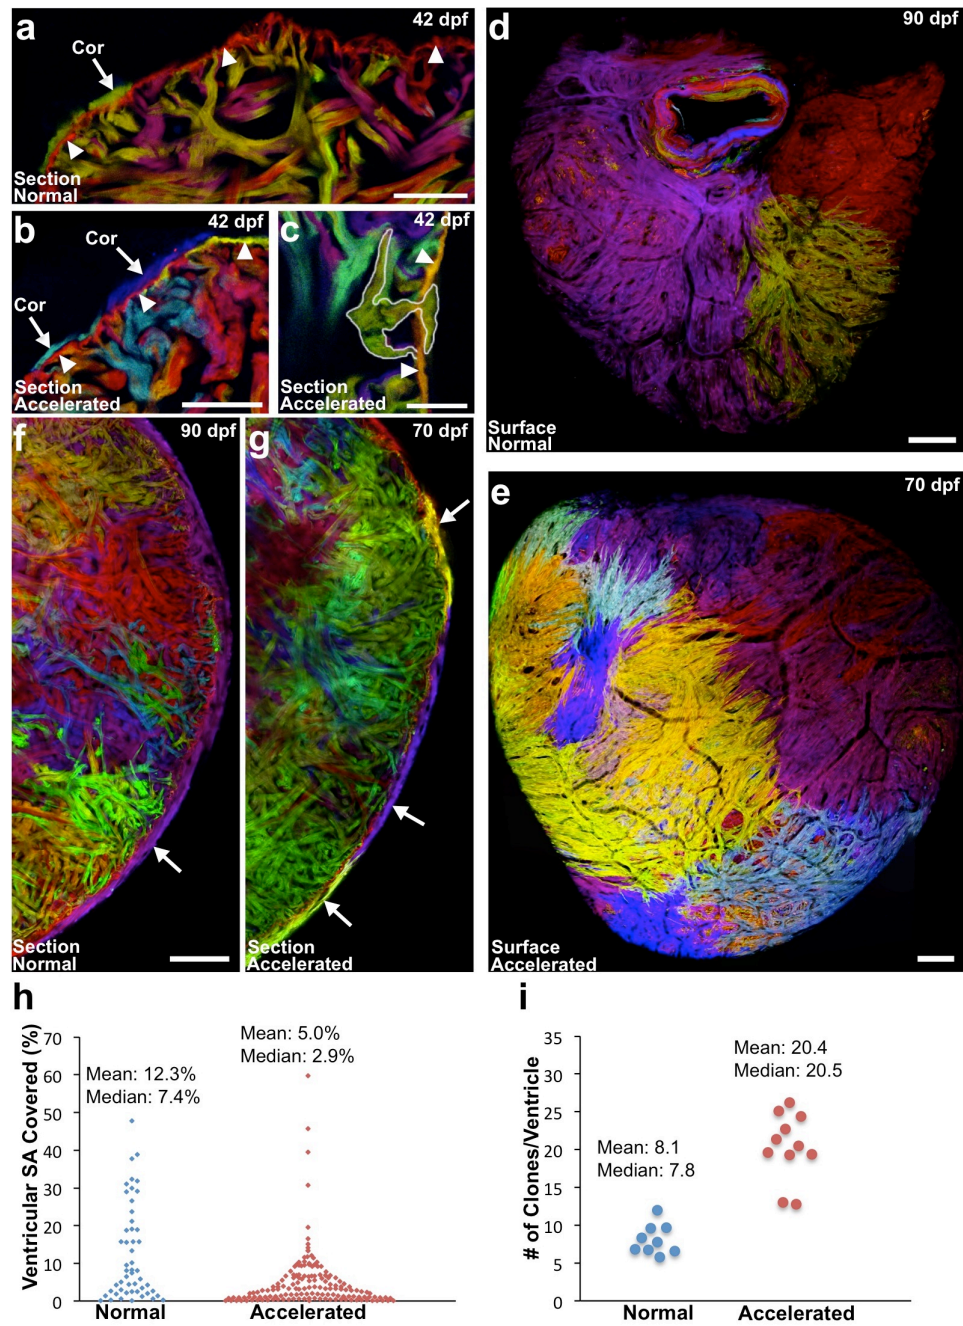 a
42 dpf
Cor
Section
Normal
b
42 dpf
Cor
Cor
Section
Accelerated
c
42 dpf
Section
Accelerated
d
90 dpf
Surface
Normal
e
70 dpf
Surface
Accelerated
f
90 dpf
Section
Normal
g
70 dpf
Section
Accelerated
h
Ventricular SA Covered (%)
70
60
50
40
30
20
10
0
Mean: 12.3%
Median: 7.4%
Mean: 5.0%
Median: 2.9%
Normal
Accelerated
i
# of Clones/Ventricle
35
30
25
20
15
10
5
0
Mean: 8.1
Median: 7.8
Mean: 20.4
Median: 20.5
Normal
Accelerated